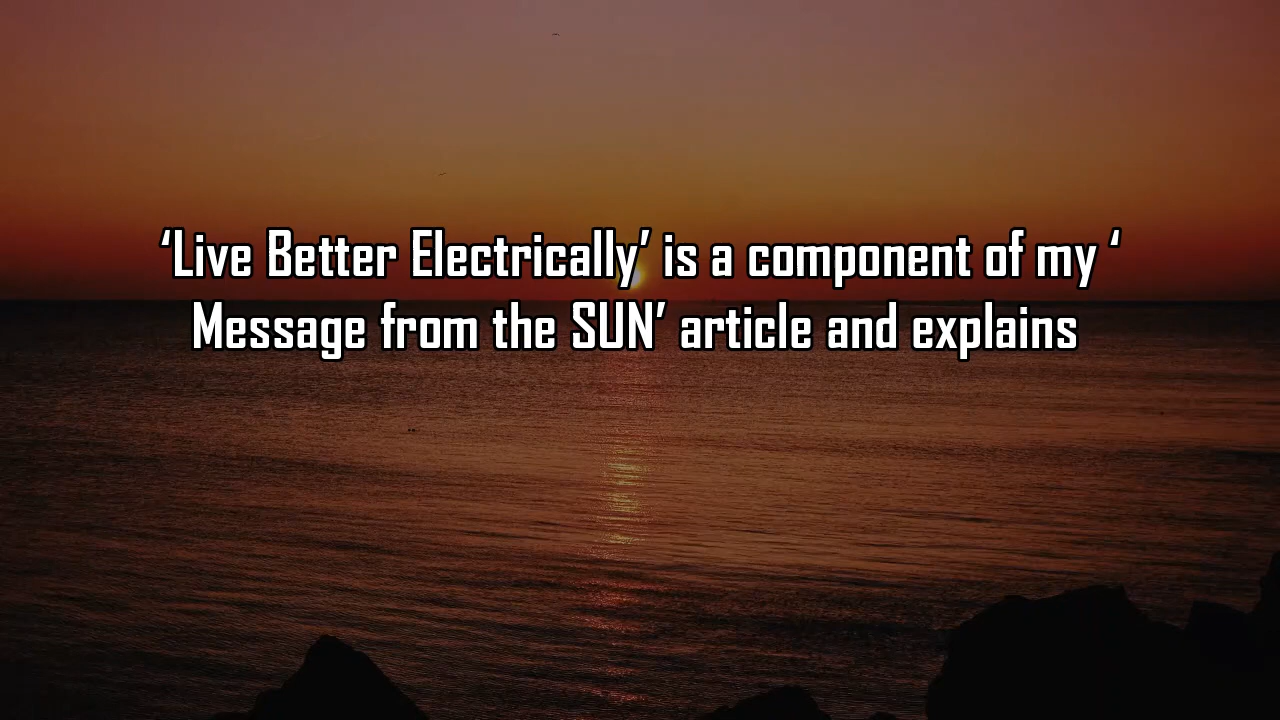 ‘Live Better Electrically’ is a component of my ‘
Message from the SUN’ article and explains